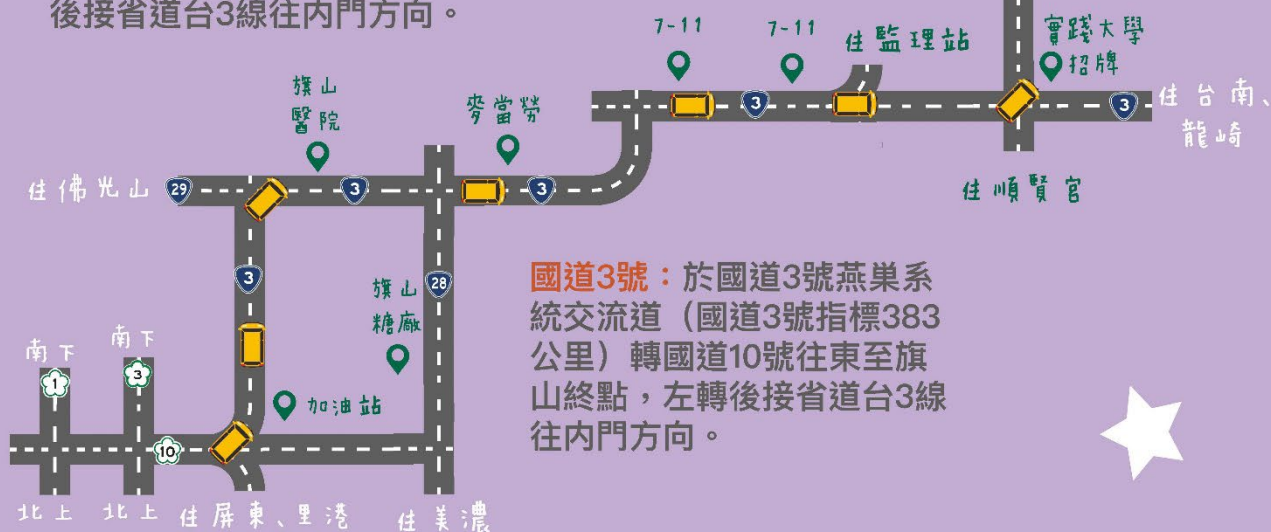 後接省道台3線往内門方向。
7-11
7-11
往監理站
實踐大學
招牌
旗山
醫院
麥當勞
3
3
往台南、
龍崎
往佛光山
29
3
3
往順賢宮
3
旗山
糖廠
28
國道3號：於國道3號燕巢系
統交流道（國道3號指標383
公里）轉國道10號往東至旗
山終點，左轉後接省道台3線
往内門方向。
南下
南下
1
3
加油站
10
北上
北上
往屏東、里港
往美濃